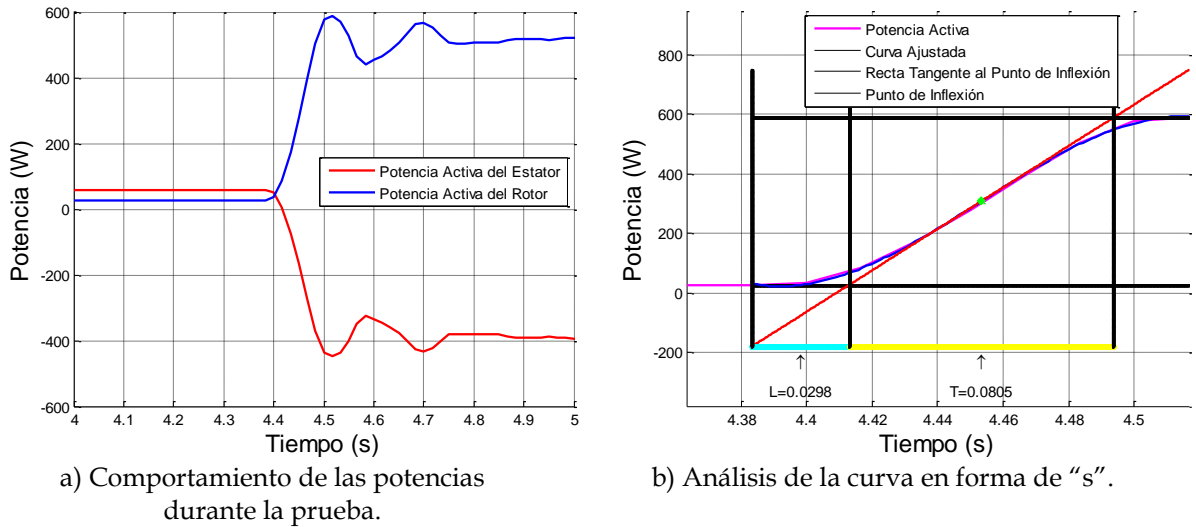 600
400
200
0
-200
-400
-600
4
4.1
4.2
4.3
4.4
4.5
4.6
4.7
4.8
4.9
5
Potencia (W)
Tiempo (s)
Potencia Activa del Estator
Potencia Activa del Rotor
a) Comportamiento de las potencias
durante la prueba.
800
600
400
200
0
-200
4.38
4.4
4.42
4.44
4.46
4.48
4.5
Potencia (W)
Tiempo (s)
Potencia Activa
Curva Ajustada
Recta Tangente al Punto de Inflexión
Punto de Inflexión
↑
L=0.0298
↑
T=0.0805
b) Análisis de la curva en forma de “s”.